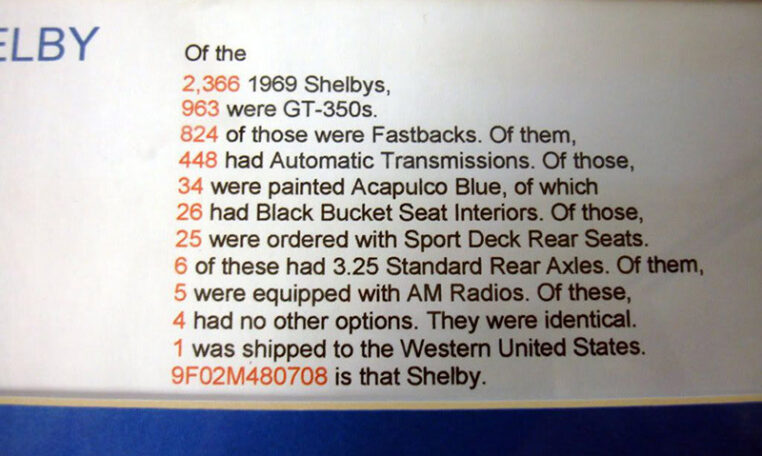 ELBY
Of the
2,366 1969 Shelbys,
963 were GT-350s.
824 of those were Fastbacks. Of them,
448 had Automatic Transmissions. Of those,
34 were painted Acapulco Blue, of which
26 had Black Bucket Seat Interiors. Of those,
25 were ordered with Sport Deck Rear Seats.
6 of these had 3.25 Standard Rear Axles. Of them,
5 were equipped with AM Radios. Of these,
4 had no other options. They were identical.
1 was shipped to the Western United States.
9F02M480708 is that Shelby.